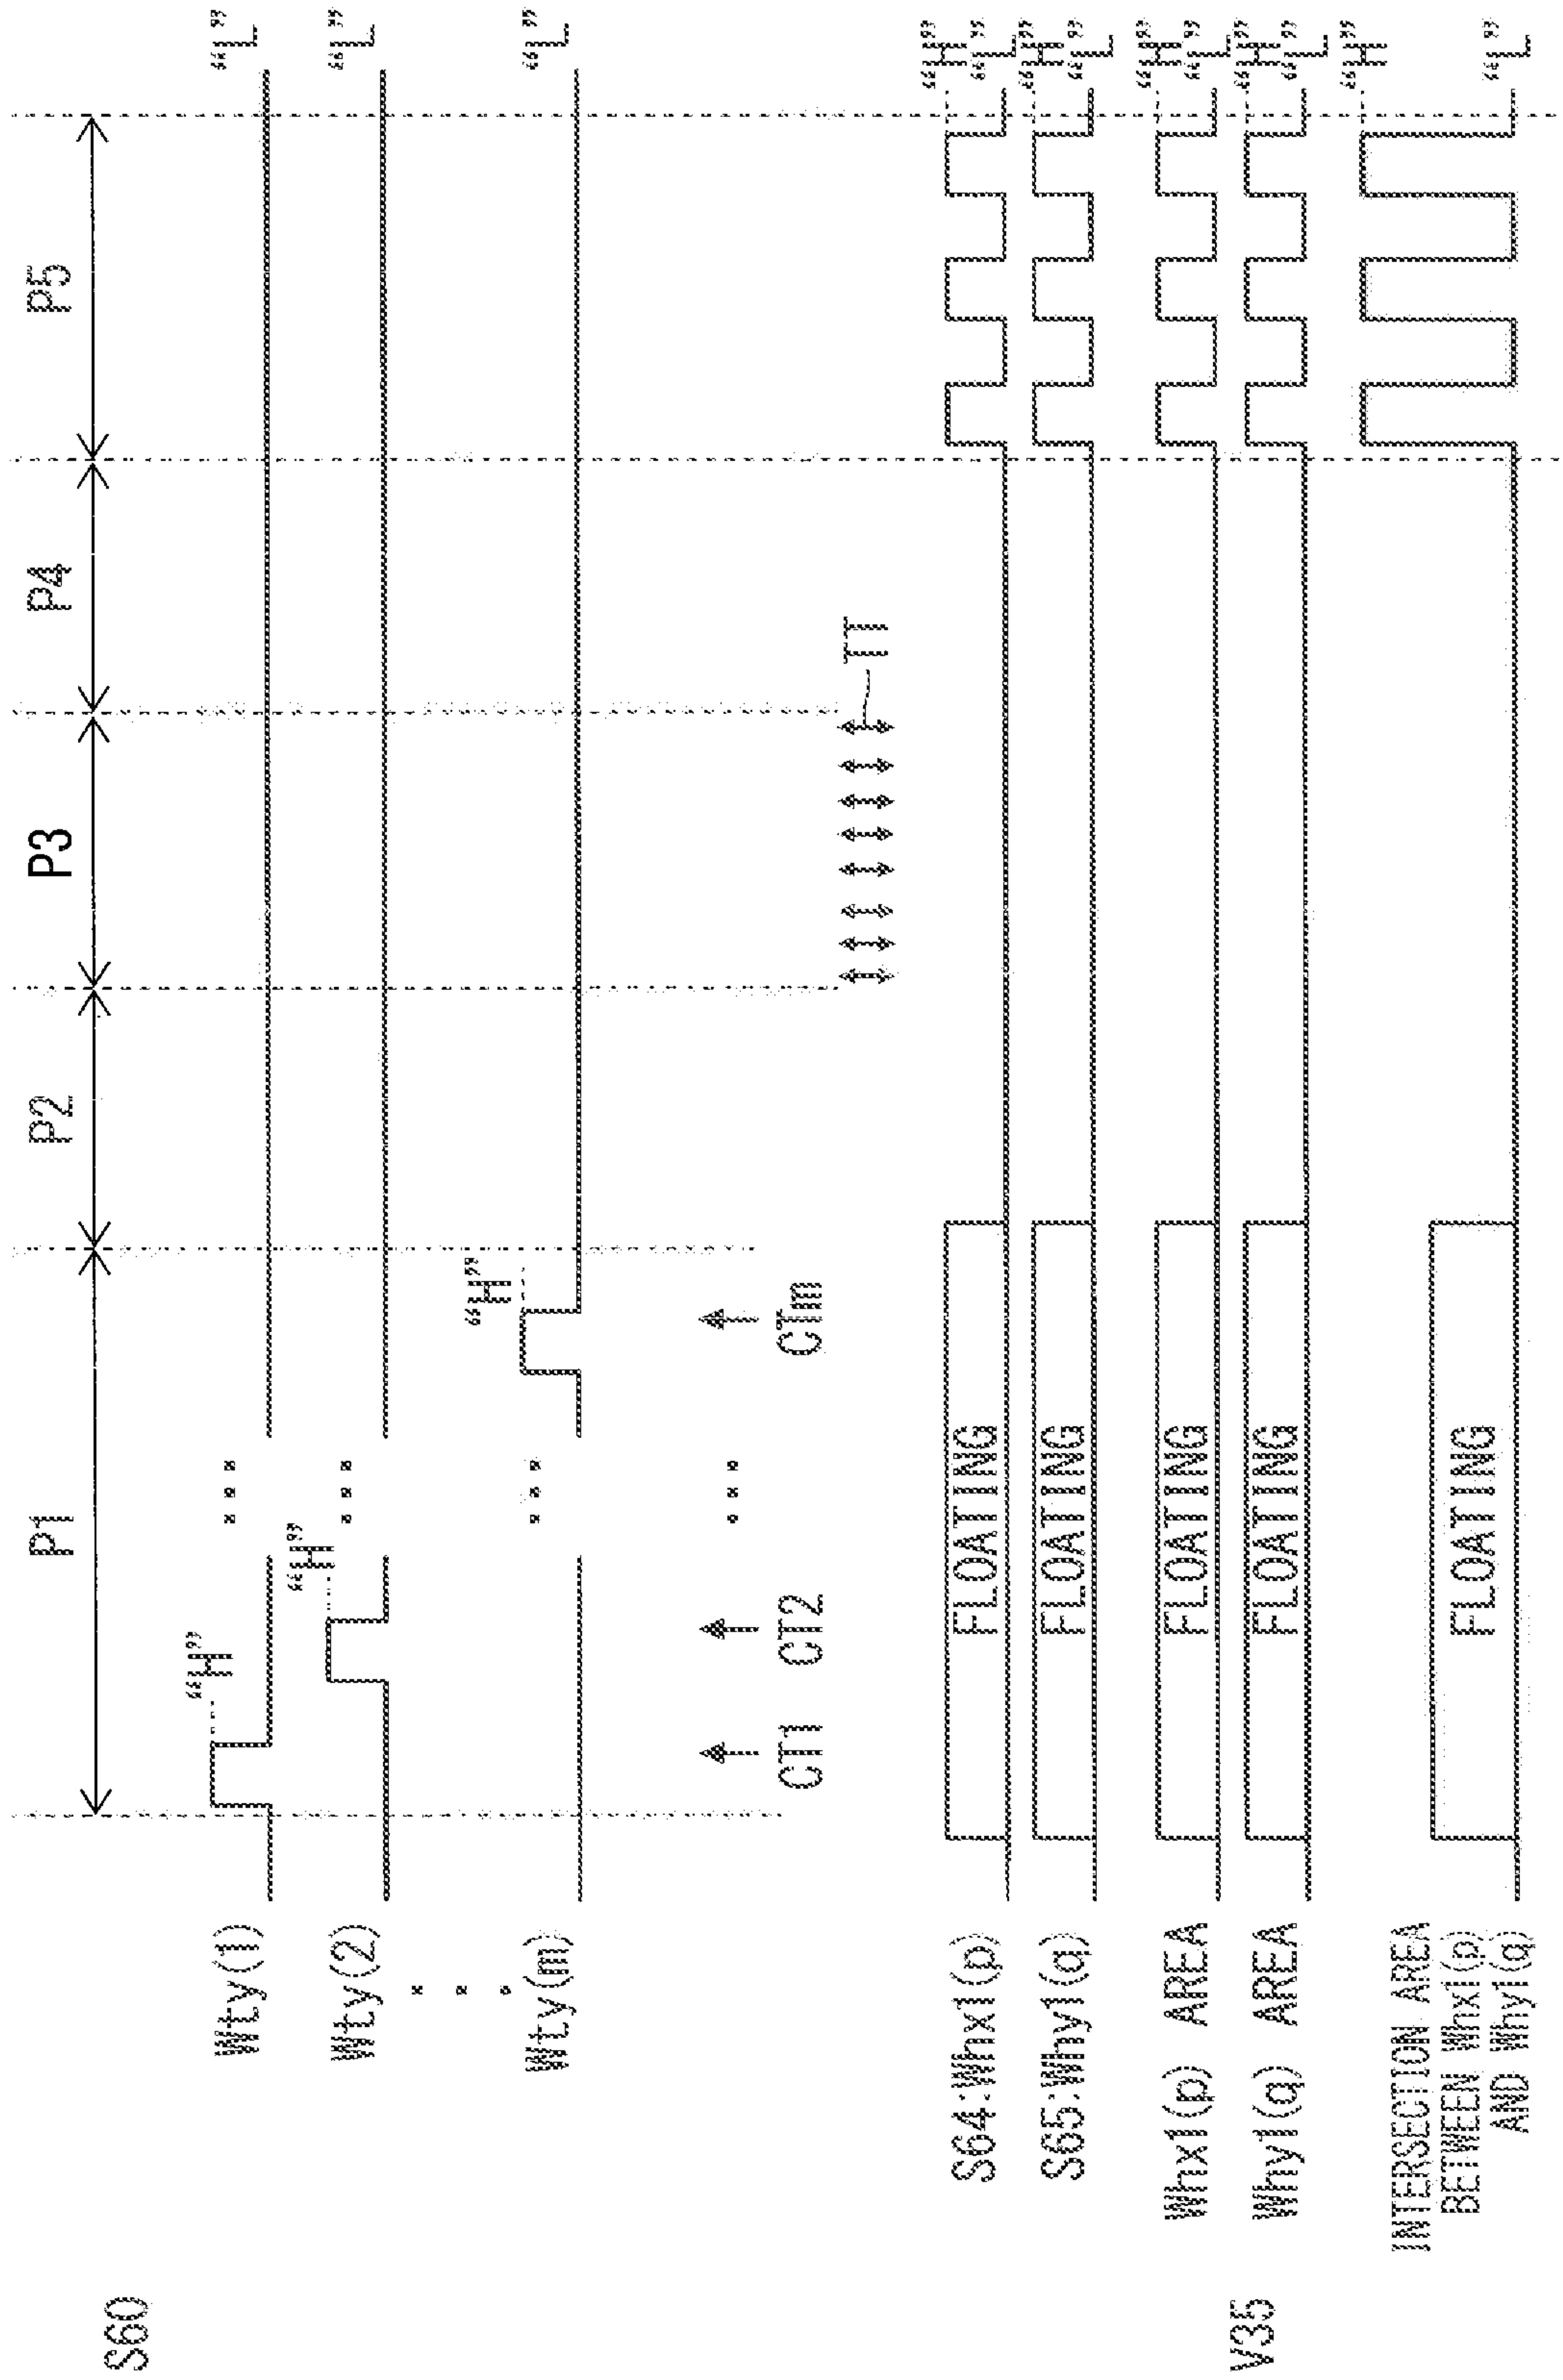 P1 P2 P3 P4 P5
S60
Wty(1) “H” “L”
Wty(2) “H” “L”
Wty(m) “H” “L”
CT1 CT2 CTm
TT
S64:Whx1(p) FLOATING “H” “L”
S65:Why1(q) FLOATING “H” “L”
V35
Whx1(p) AREA FLOATING “H” “L”
Why1(q) AREA FLOATING “H” “L”
INTERSECTION AREA
BETWEEN Whx1(p)
AND Why1(q)
FLOATING “H” “L”